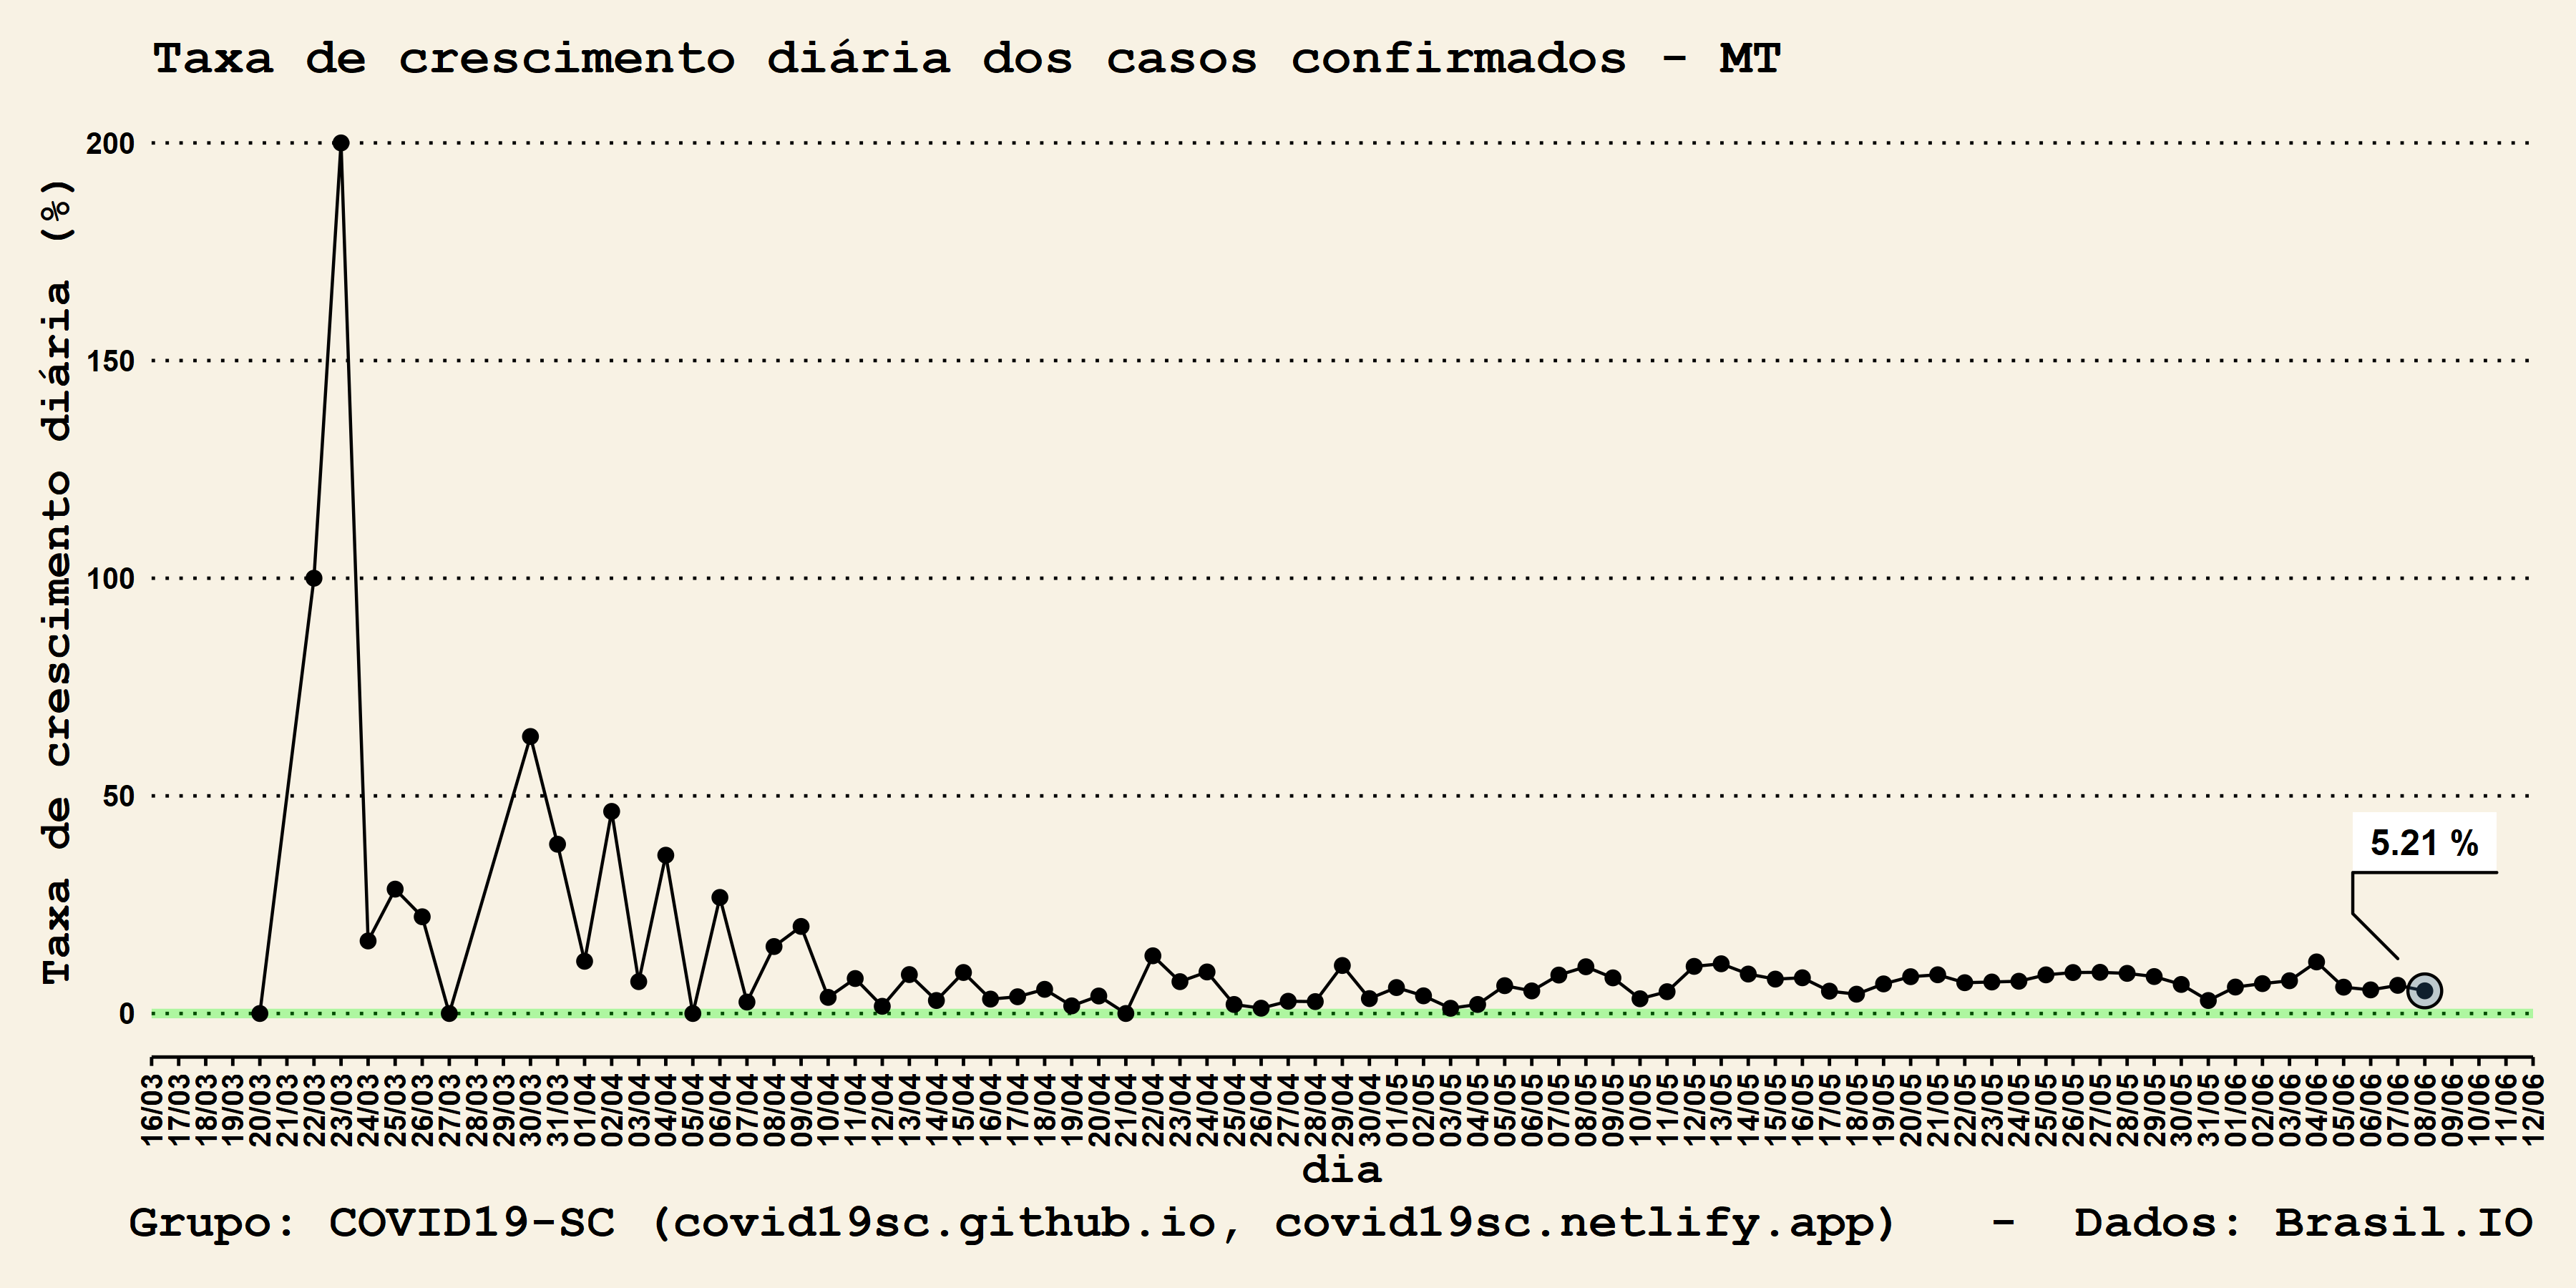 Taxa de crescimento diária dos casos confirmados - MT
Taxa de crescimento diária (%)
200
150
100
50
0
5.21 %
16/03 17/03 18/03 19/03 20/03 21/03 22/03 23/03 24/03 25/03 26/03 27/03 28/03 29/03 30/03 31/03 01/04 02/04 03/04 04/04 05/04 06/04 07/04 08/04 09/04 10/04 11/04 12/04 13/04 14/04 15/04 16/04 17/04 18/04 19/04 20/04 21/04 22/04 23/04 24/04 25/04 26/04 27/04 28/04 29/04 30/04 01/05 02/05 03/05 04/05 05/05 06/05 07/05 08/05 09/05 10/05 11/05 12/05 13/05 14/05 15/05 16/05 17/05 18/05 19/05 20/05 21/05 22/05 23/05 24/05 25/05 26/05 27/05 28/05 29/05 30/05 31/05 01/06 02/06 03/06 04/06 05/06 06/06 07/06 08/06 09/06 10/06 11/06 12/06
dia
Grupo: COVID19-SC (covid19sc.github.io, covid19sc.netlify.app) - Dados: Brasil.IO